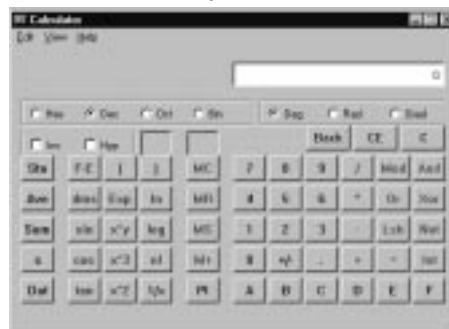 Calculator
Edit View Help
0
Hex Dec Oct Bin Deg Rad Grad
Inv Hyp Back CE C
Sta F-E ( ) MC 7 8 9 / Mod And
Ave dms Exp ln MR 4 5 6 * Or Xor
Sum sin x^y log MS 1 2 3 - Lsh Not
s cos x^3 n! M+ 0 +/- . + = Int
Dat tan x^2 1/x PI A B C D E F